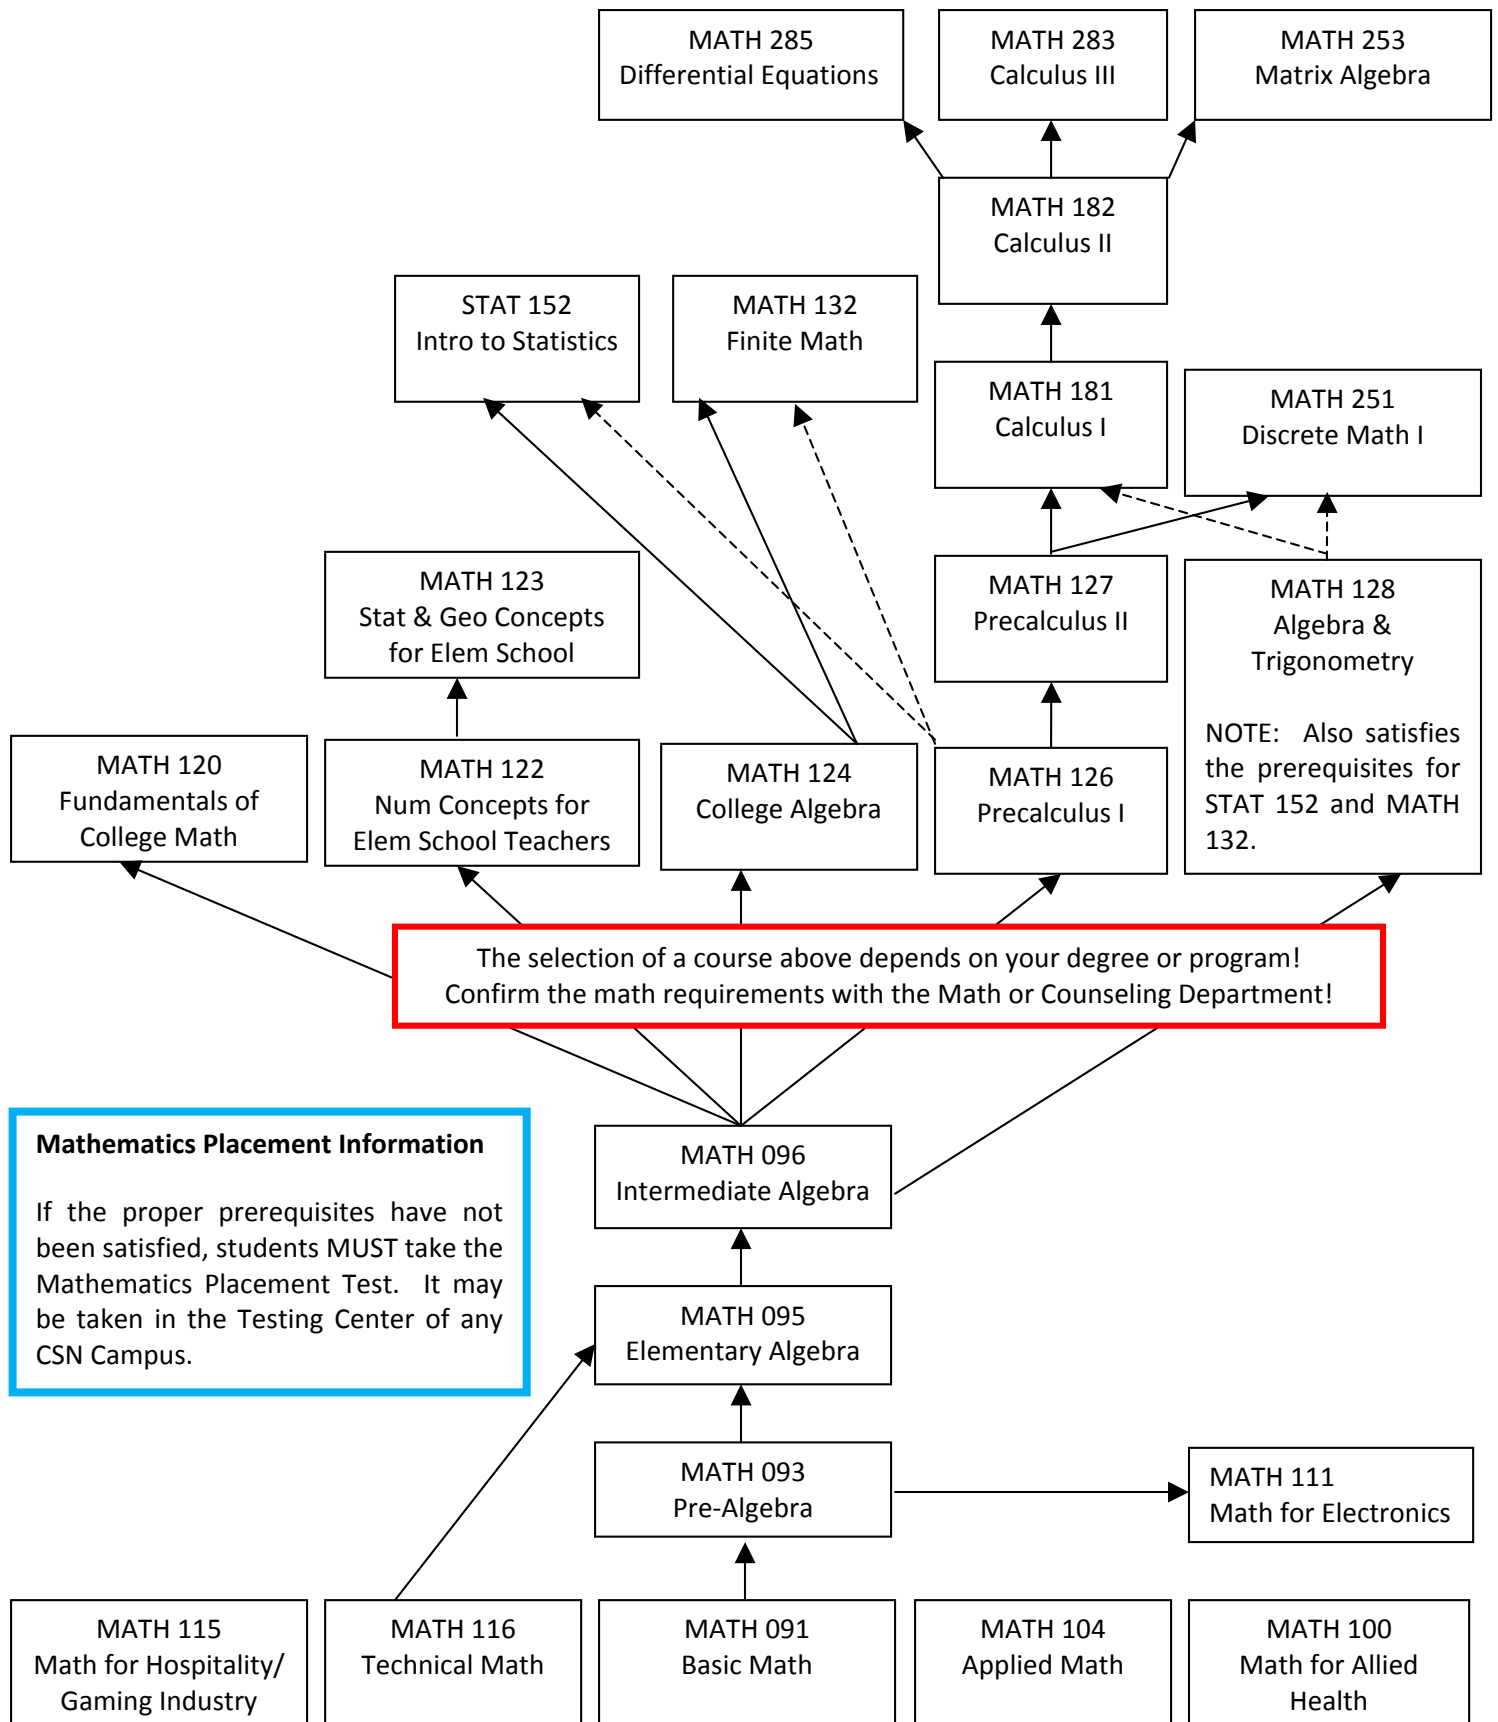 MATH 285
Differential Equations
MATH 283
Calculus III
MATH 253
Matrix Algebra
MATH 182
Calculus II
STAT 152
Intro to Statistics
MATH 132
Finite Math
MATH 181
Calculus I
MATH 251
Discrete Math I
MATH 123
Stat & Geo Concepts
for Elem School
MATH 127
Precalculus II
MATH 128
Algebra &
Trigonometry
NOTE: Also satisfies
the prerequisites for
STAT 152 and MATH
132.
MATH 120
Fundamentals of
College Math
MATH 122
Num Concepts for
Elem School Teachers
MATH 124
College Algebra
MATH 126
Precalculus I
The selection of a course above depends on your degree or program!
Confirm the math requirements with the Math or Counseling Department!
Mathematics Placement Information
If the proper prerequisites have not
been satisfied, students MUST take the
Mathematics Placement Test. It may
be taken in the Testing Center of any
CSN Campus.
MATH 096
Intermediate Algebra
MATH 095
Elementary Algebra
MATH 093
Pre-Algebra
MATH 111
Math for Electronics
MATH 115
Math for Hospitality/
Gaming Industry
MATH 116
Technical Math
MATH 091
Basic Math
MATH 104
Applied Math
MATH 100
Math for Allied
Health